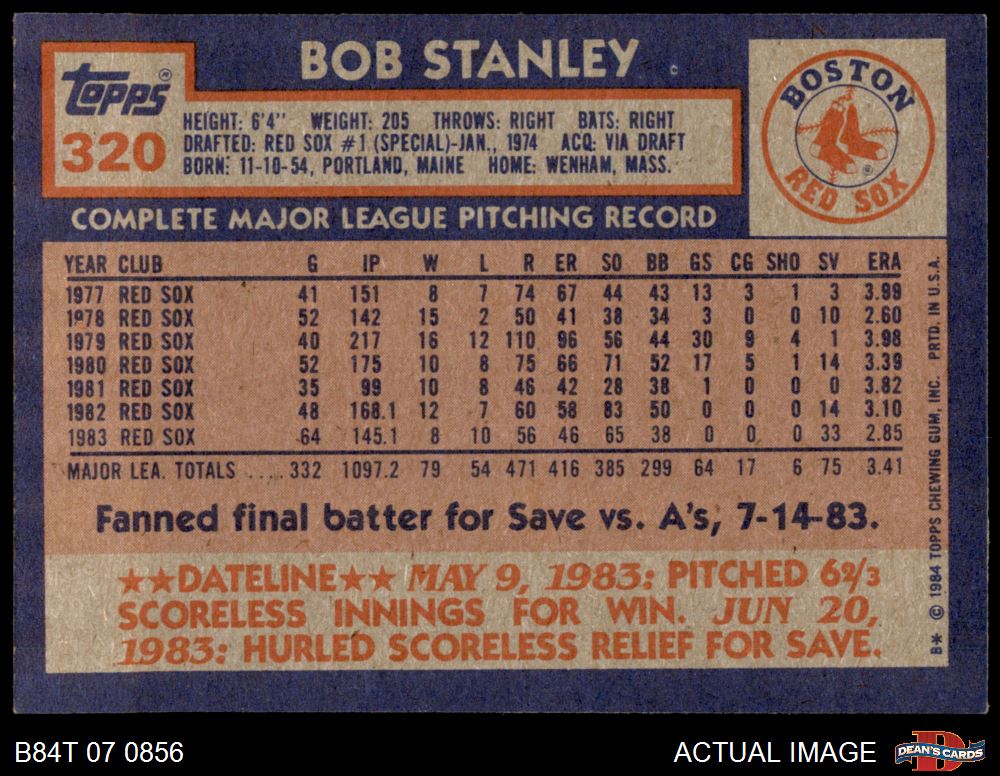 BOB STANLEY
Topps®
320
HEIGHT: 6'4" WEIGHT: 205 THROWS: RIGHT BATS: RIGHT
DRAFTED: RED SOX #1 (SPECIAL)-JAN., 1974 ACQ: VIA DRAFT
BORN: 11-10-54, PORTLAND, MAINE HOME: WENHAM, MASS.
BOSTON
RED SOX
®
COMPLETE MAJOR LEAGUE PITCHING RECORD
YEAR CLUB G IP W L R ER SO BB GS CG SHO SV ERA
1977 RED SOX 41 151 8 7 74 67 44 43 13 3 1 3 3.99
1978 RED SOX 52 142 15 2 50 41 38 34 3 0 0 10 2.60
1979 RED SOX 40 217 16 12 110 96 56 44 30 9 4 1 3.98
1980 RED SOX 52 175 10 8 75 66 71 52 17 5 1 14 3.39
1981 RED SOX 35 99 10 8 46 42 28 38 1 0 0 0 3.82
1982 RED SOX 48 168.1 12 7 60 58 83 50 0 0 0 14 3.10
1983 RED SOX 64 145.1 8 10 56 46 65 38 0 0 0 33 2.85
MAJOR LEA. TOTALS ..... 332 1097.2 79 54 471 416 385 299 64 17 6 75 3.41
Fanned final batter for Save vs. A's, 7-14-83.
★★DATELINE★★ MAY 9, 1983: PITCHED 6 2/3
SCORELESS INNINGS FOR WIN. JUN 20,
1983: HURLED SCORELESS RELIEF FOR SAVE.
B* © 1984 TOPPS CHEWING GUM, INC. PRTD. IN U.S.A.
B84T 07 0856
ACTUAL IMAGE
DEAN'S CARDS